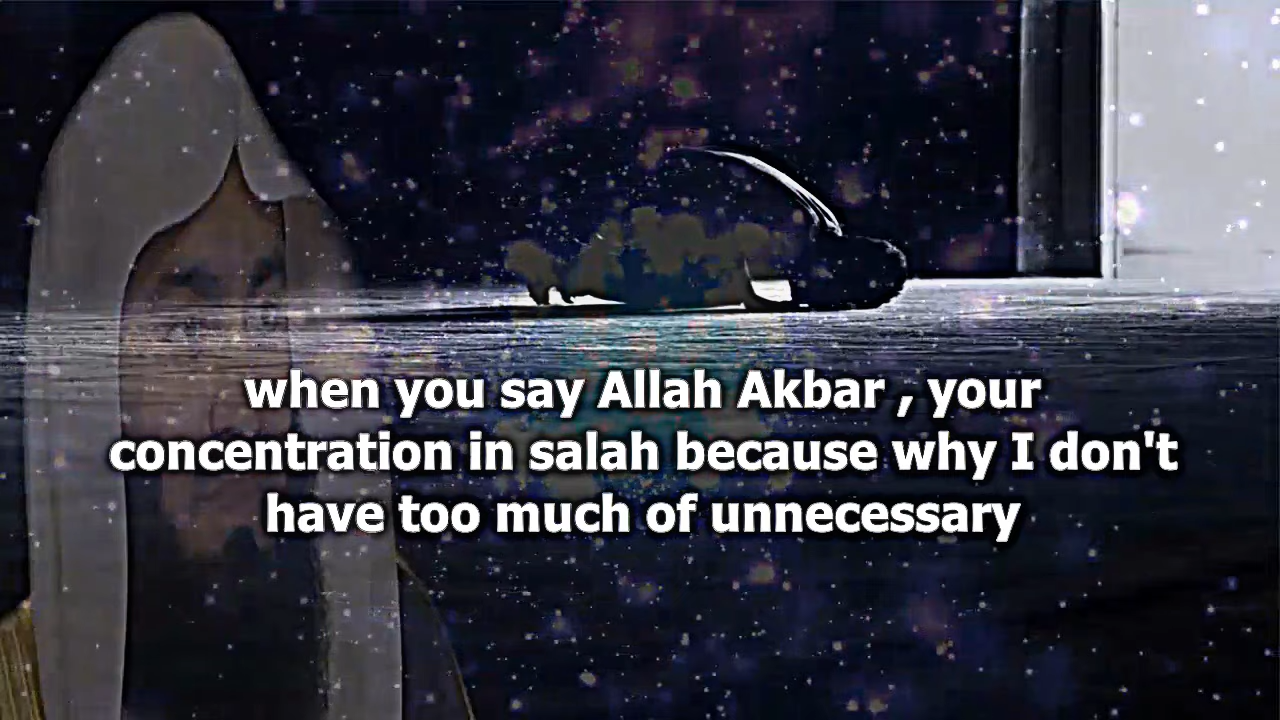 when you say Allah Akbar , your
concentration in salah because why I don't
have too much of unnecessary